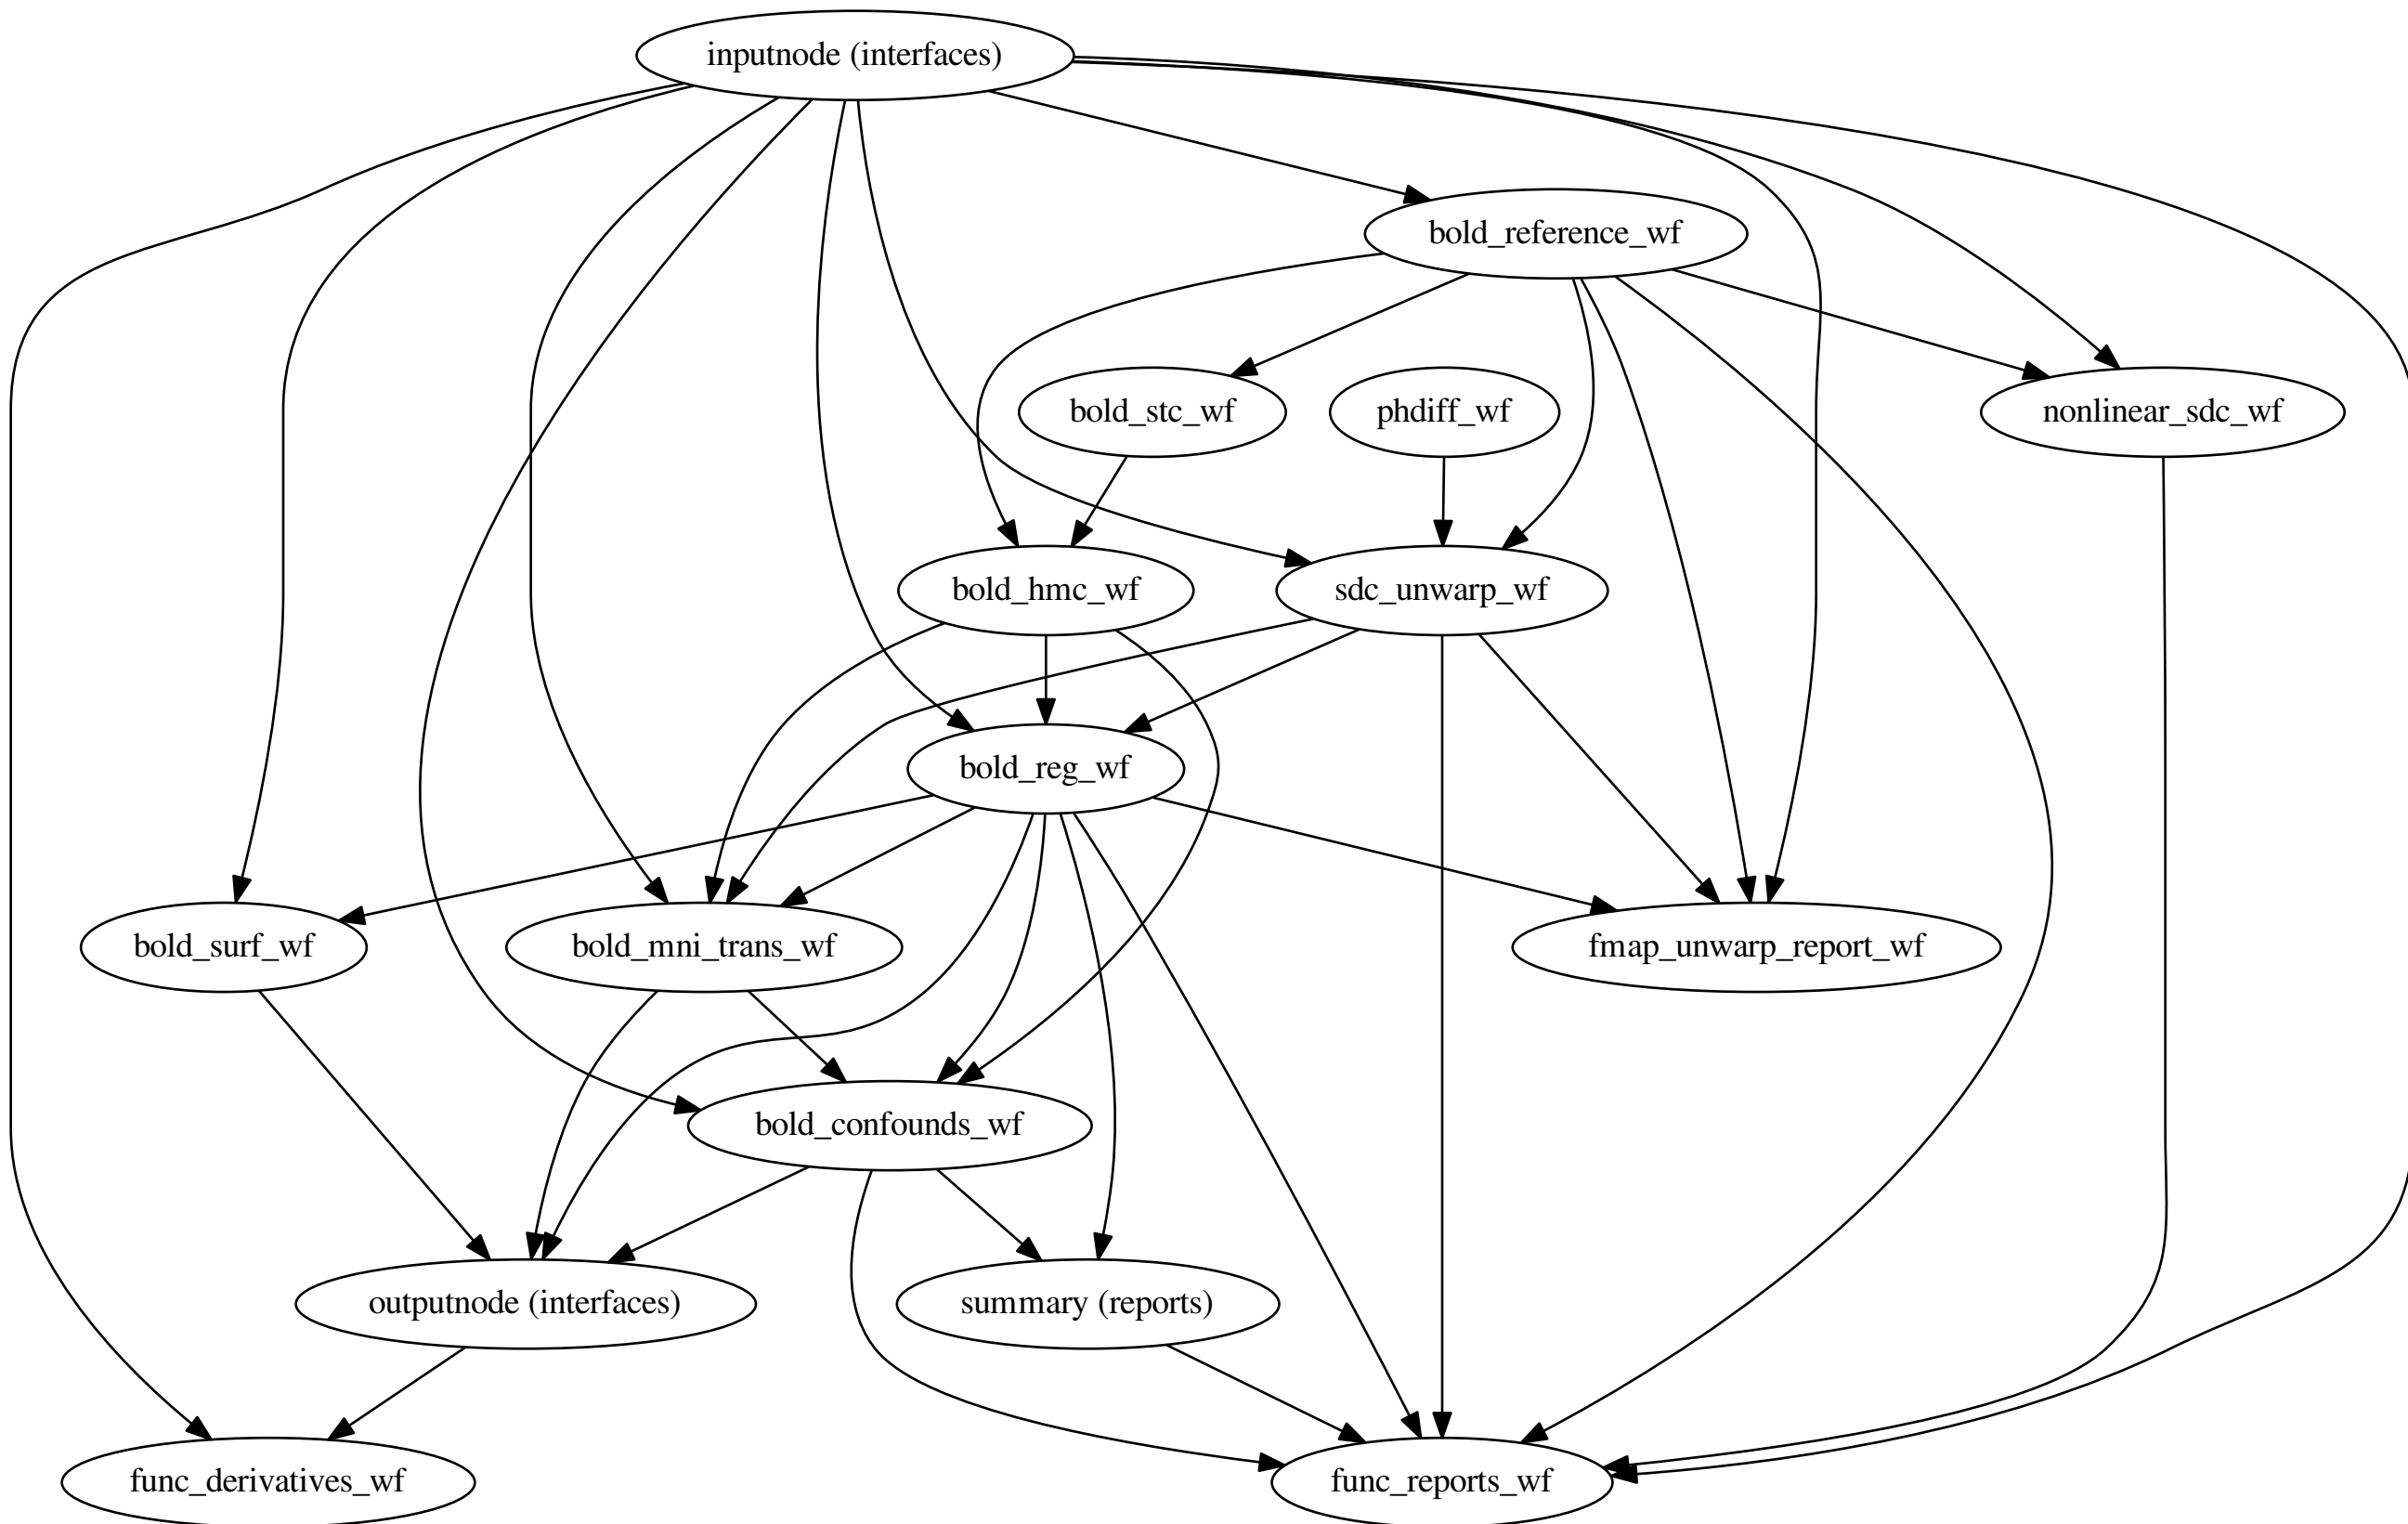 inputnode (interfaces)
bold_reference_wf
bold_stc_wf
phdiff_wf
nonlinear_sdc_wf
bold_hmc_wf
sdc_unwarp_wf
bold_reg_wf
bold_surf_wf
bold_mni_trans_wf
fmap_unwarp_report_wf
bold_confounds_wf
outputnode (interfaces)
summary (reports)
func_derivatives_wf
func_reports_wf